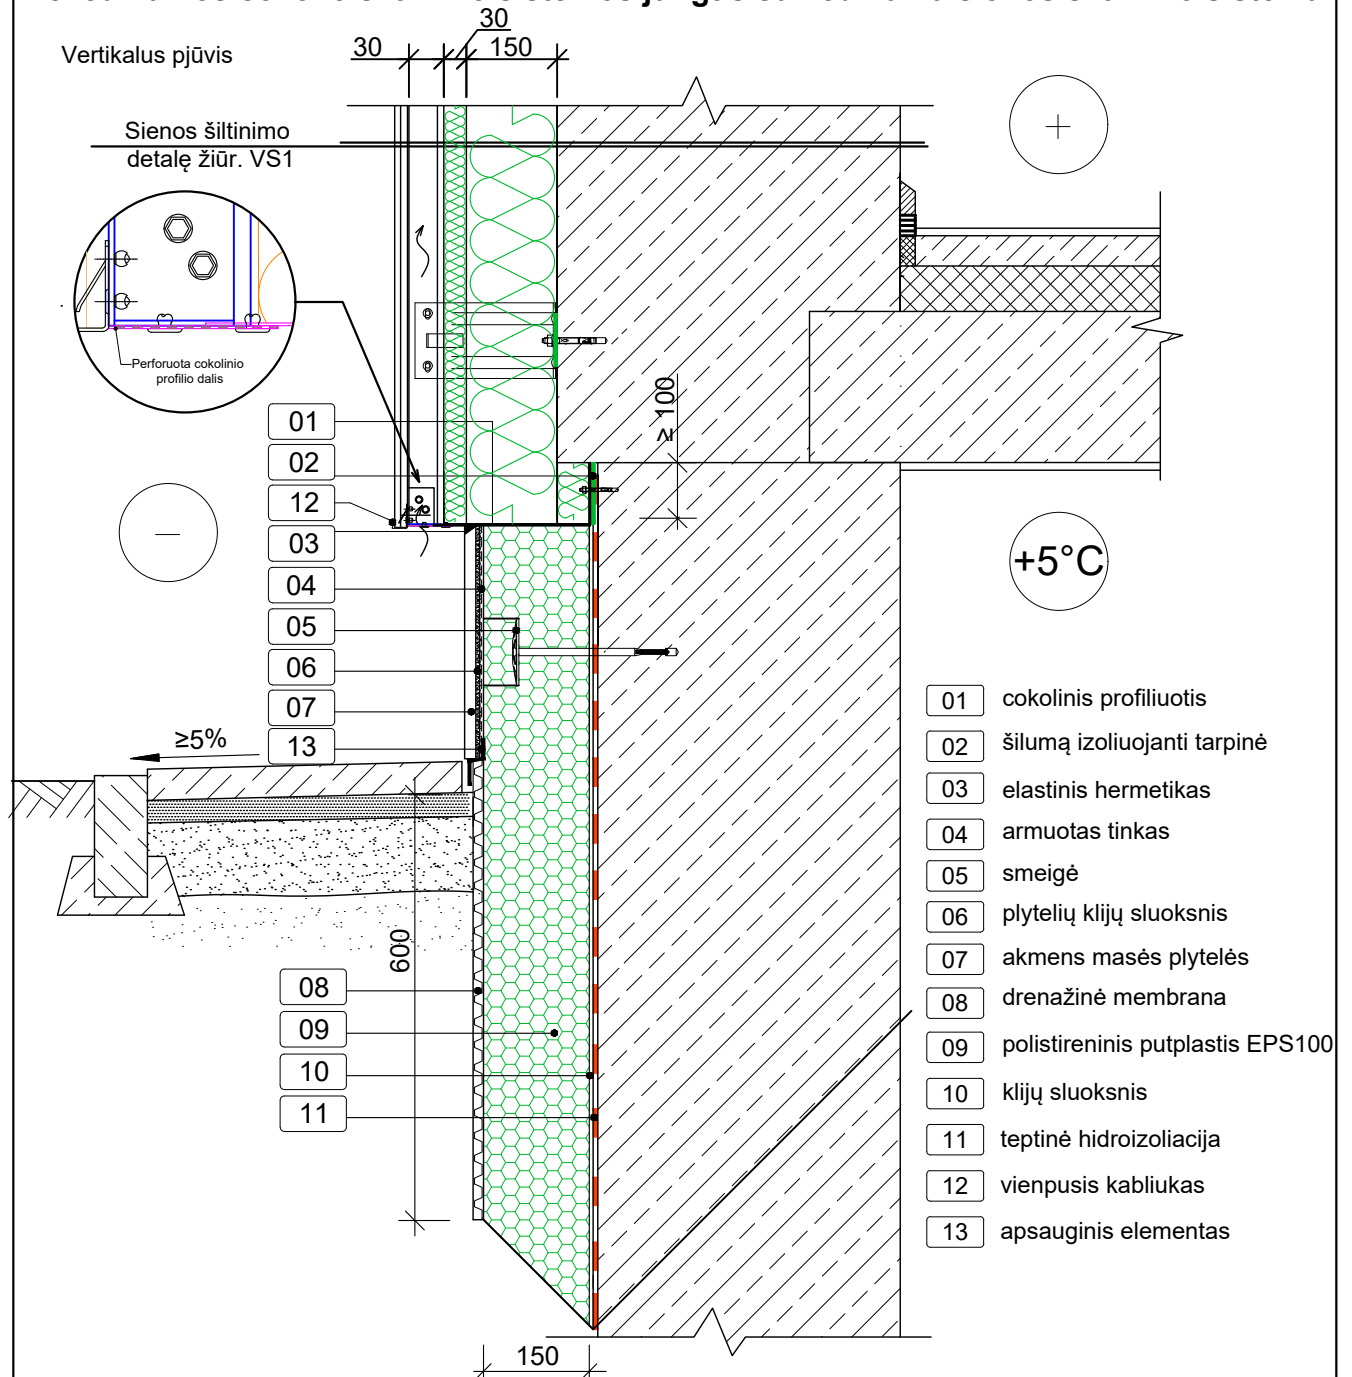 30
30
150
Vertikalus pjūvis
Sienos šiltinimo
detalę žiūr. VS1
+
Perforuota cokolinio
profilio dalis
≥ 100
01
02
12
03
04
05
06
07
13
–
+5°C
≥5%
600
08
09
10
11
150
01 cokolinis profiliuotis
02 šilumą izoliuojanti tarpinė
03 elastinis hermetikas
04 armuotas tinkas
05 smeigė
06 plytelių klijų sluoksnis
07 akmens masės plytelės
08 drenažinė membrana
09 polistireninis putplastis EPS100
10 klijų sluoksnis
11 teptinė hidroizoliacija
12 vienpusis kabliukas
13 apsauginis elementas